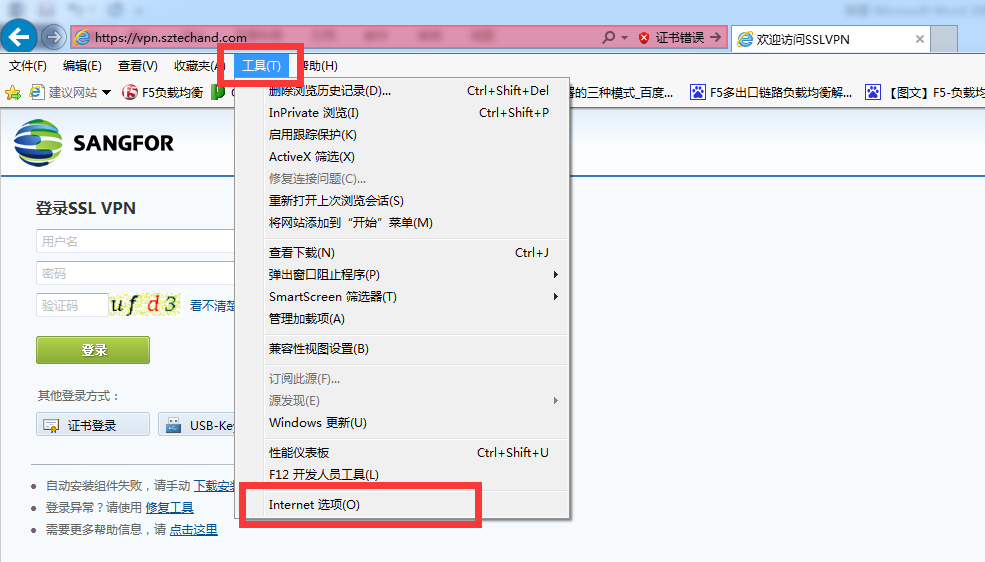 https://vpn.sztechand.com
证书错误
欢迎访问SSLVPN
文件(F) 编辑(E) 查看(V) 收藏夹(A) 工具(T) 帮助(H)
建议网站 F5负载均衡
器的三种模式_百度... F5多出口链路负载均衡解... 【图文】F5-负载均
SANGFOR
登录SSL VPN
用户名
密码
验证码 ufd3 看不清楚
登录
其他登录方式：
证书登录 USB-Key
自动安装组件失败，请手动 下载安装
登录异常？请使用 修复工具
需要更多帮助信息，请 点击这里
删除浏览历史记录(D)... Ctrl+Shift+Del
InPrivate 浏览(I) Ctrl+Shift+P
启用跟踪保护(K)
ActiveX 筛选(X)
修复连接问题(C)...
重新打开上次浏览会话(S)
将网站添加到“开始”菜单(M)
查看下载(N) Ctrl+J
弹出窗口阻止程序(P)
SmartScreen 筛选器(T)
管理加载项(A)
兼容性视图设置(B)
订阅此源(F)...
源发现(E)
Windows 更新(U)
性能仪表板 Ctrl+Shift+U
F12 开发人员工具(L)
Internet 选项(O)